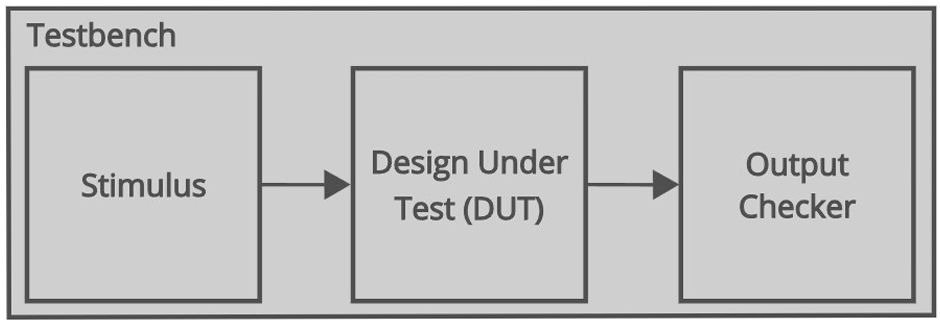 Testbench
Stimulus
Design Under
Test (DUT)
Output
Checker